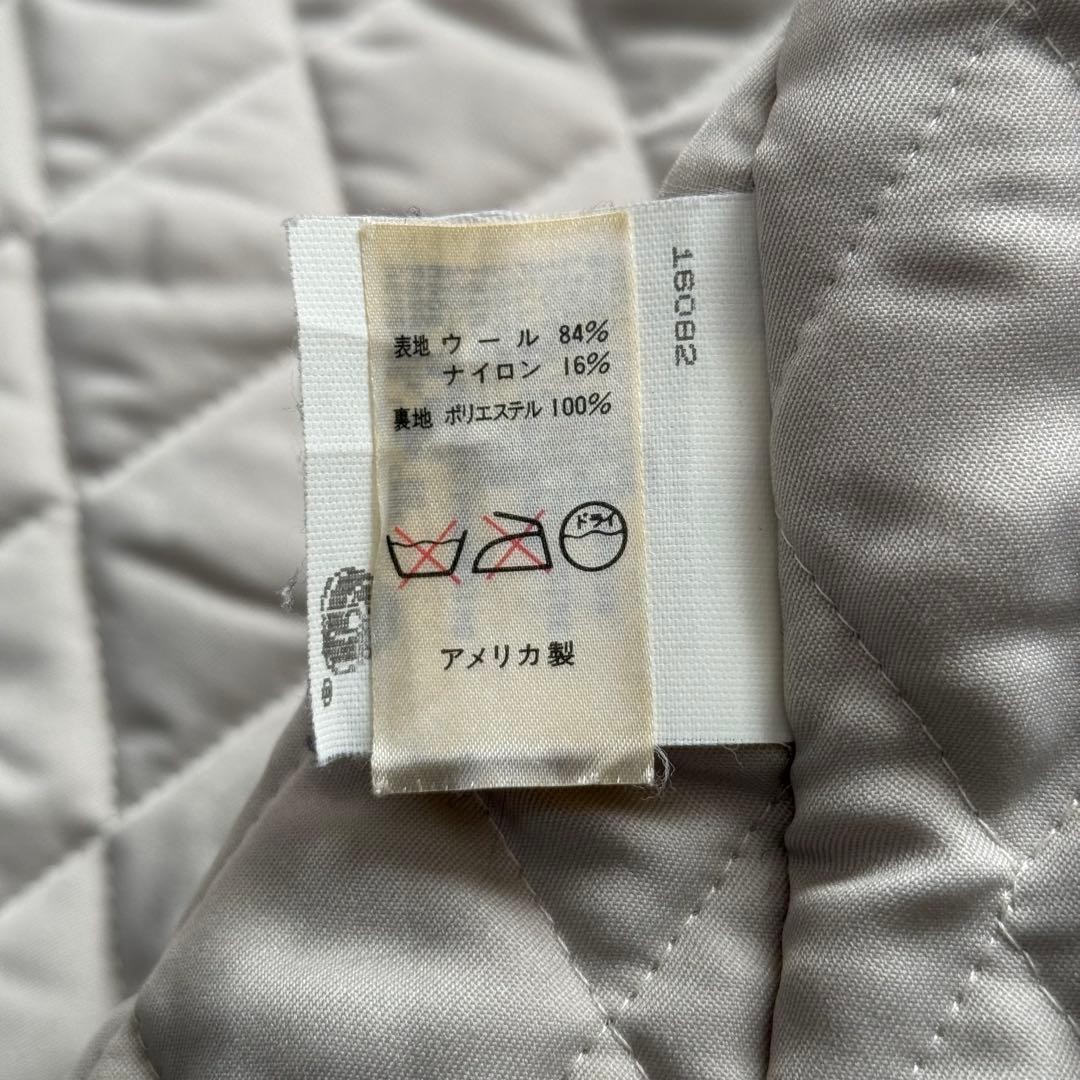 表地 ウール 84%
ナイロン 16%
裏地 ポリエステル 100%
ドライ
アメリカ製
16082